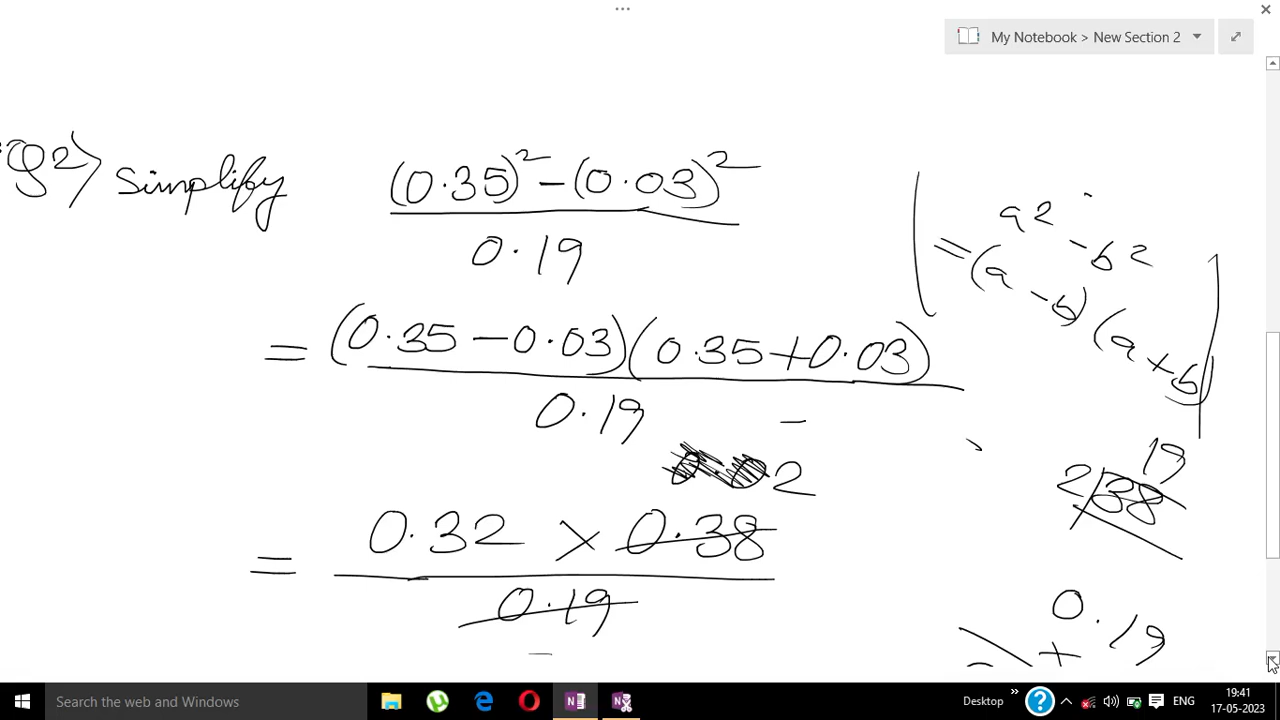 My Notebook > New Section 2
Q2) Simplify
(0.35)² - (0.03)²
0.19
= (0.35 - 0.03)(0.35 + 0.03)
0.19
2
= 0.32 × 0.38
0.19
a² - b²
= (a - b)(a + b)
19
2/38
0.19
×
Search the web and Windows
Desktop
ENG
19:41
17-05-2023